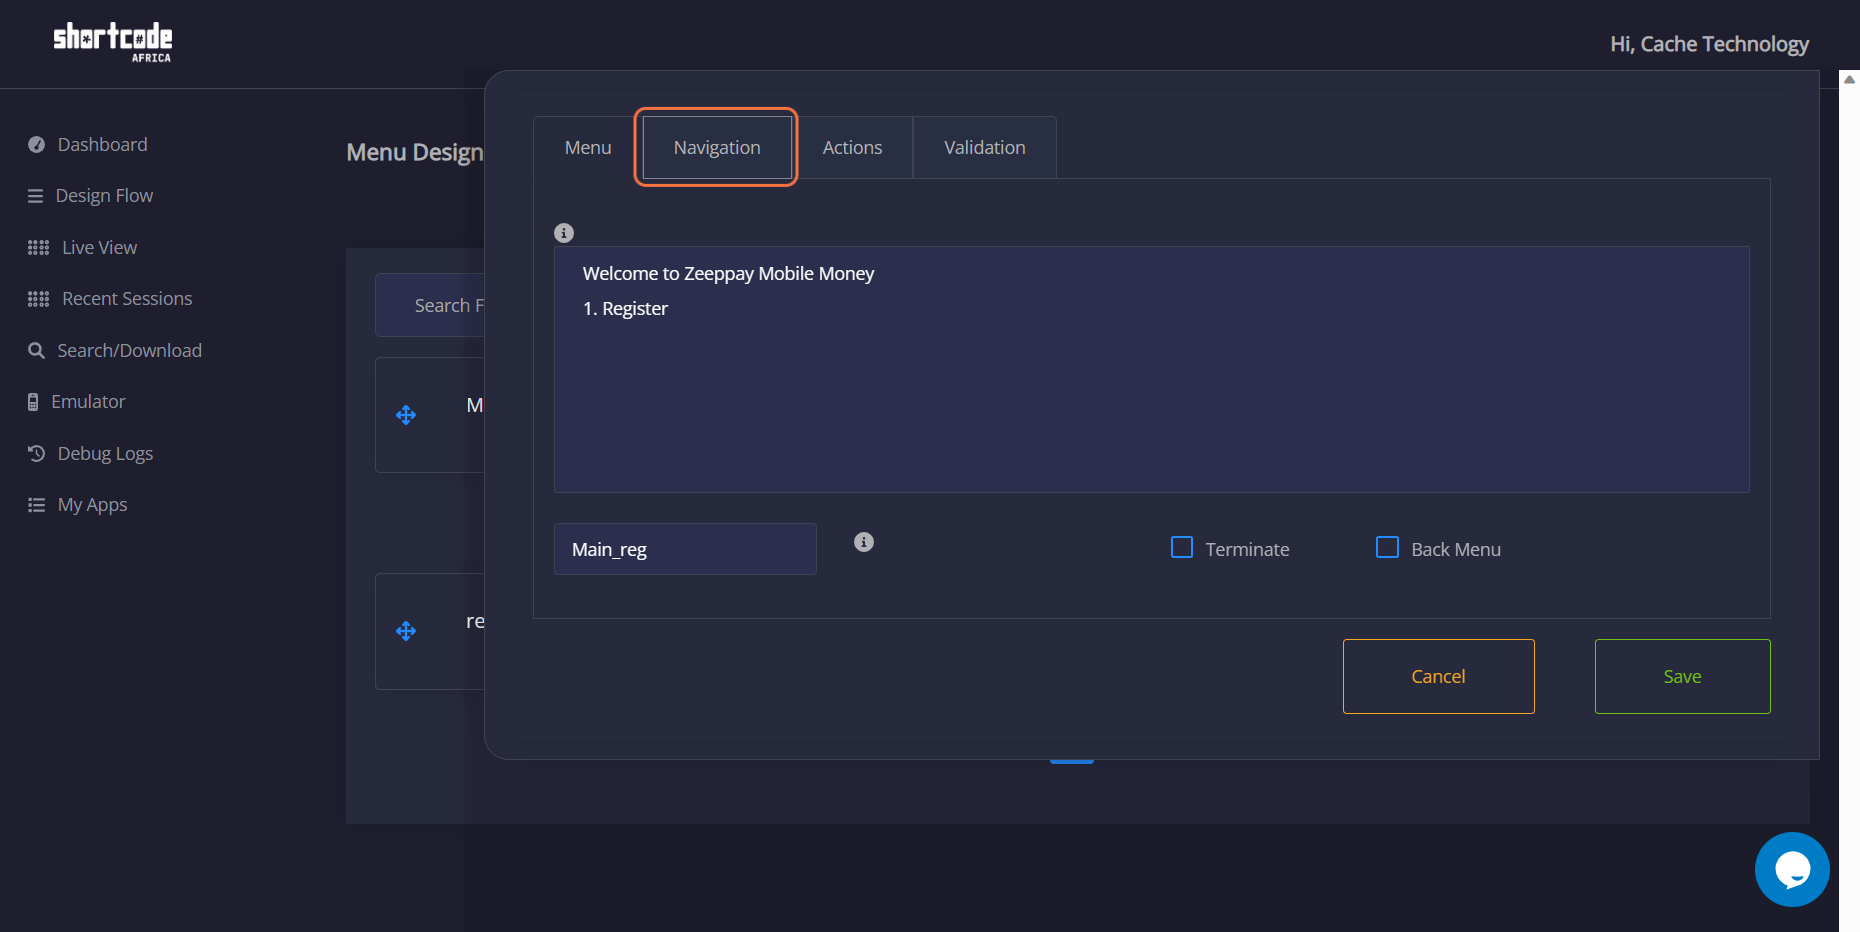 shortcode
AFRICA
Hi, Cache Technology
Dashboard
Design Flow
Live View
Recent Sessions
Search/Download
Emulator
Debug Logs
My Apps
Menu Design
Search F
M
re
Menu
Navigation
Actions
Validation
Welcome to Zeeppay Mobile Money
1. Register
Main_reg
Terminate
Back Menu
Cancel
Save